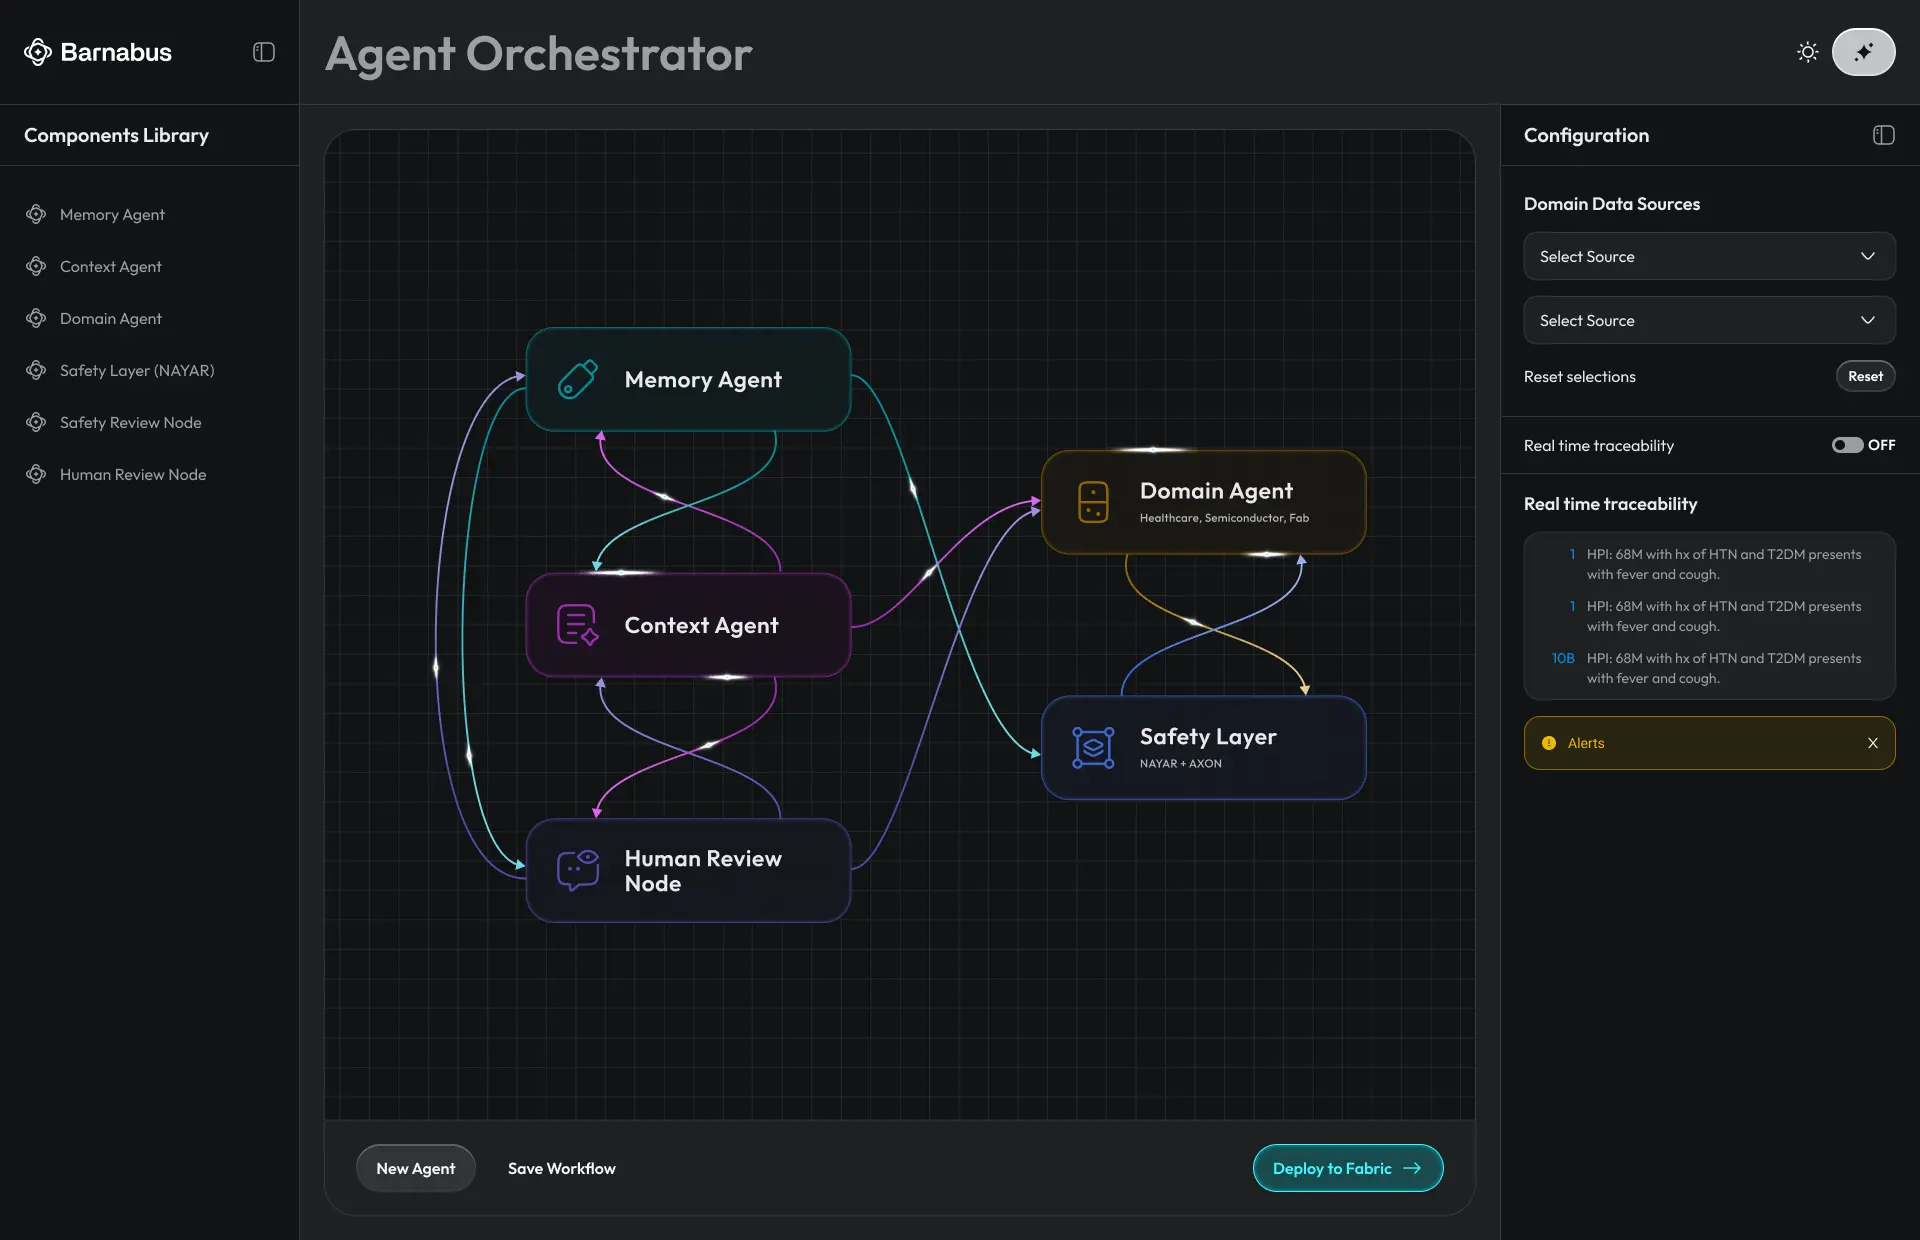 Barnabus
Agent Orchestrator
Components Library
Memory Agent
Context Agent
Domain Agent
Safety Layer (NAYAR)
Safety Review Node
Human Review Node
Memory Agent
Context Agent
Human Review
Node
Domain Agent
Healthcare, Semiconductor, Fab
Safety Layer
NAYAR + AXON
New Agent
Save Workflow
Deploy to Fabric
Configuration
Domain Data Sources
Select Source
Select Source
Reset selections
Reset
Real time traceability
OFF
Real time traceability
1 HPI: 68M with hx of HTN and T2DM presents
with fever and cough.
1 HPI: 68M with hx of HTN and T2DM presents
with fever and cough.
10B HPI: 68M with hx of HTN and T2DM presents
with fever and cough.
Alerts